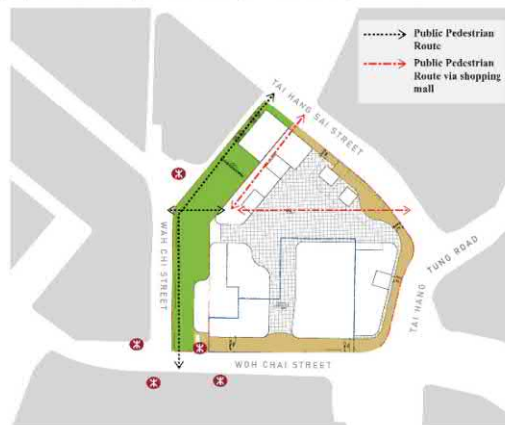 Public Pedestrian
Route
Public Pedestrian
Route via shopping
mall
TAI HANG SAI STREET
WAH CHI STREET
TAI HANG
TUNG ROAD
WOH CHAI STREET